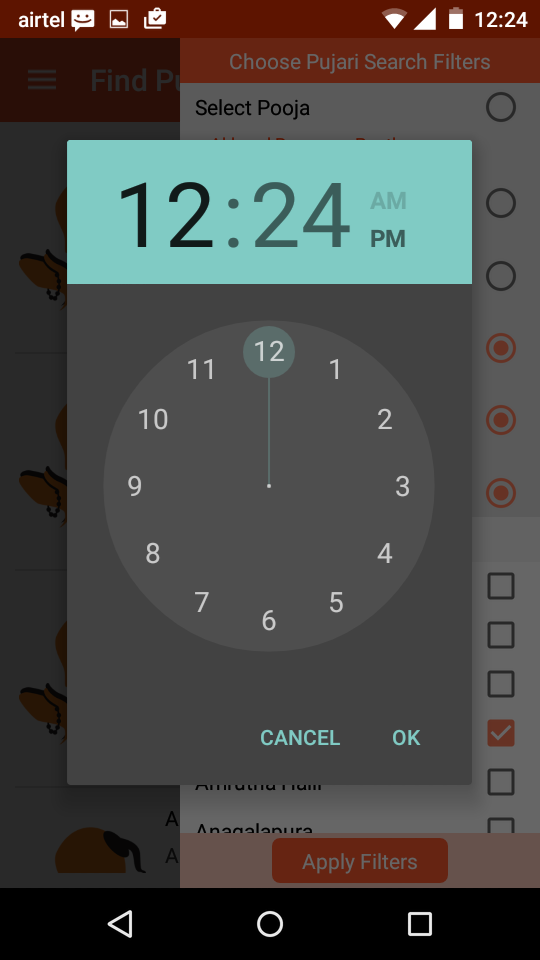 airtel 12:24
Choose Pujari Search Filters
Find
Select Pooja
12:24 AM
PM
12
11 1
10 2
9 3
8 4
7 5
6
CANCEL OK
Amrutha Halli
A
Anagalapura
A
Apply Filters